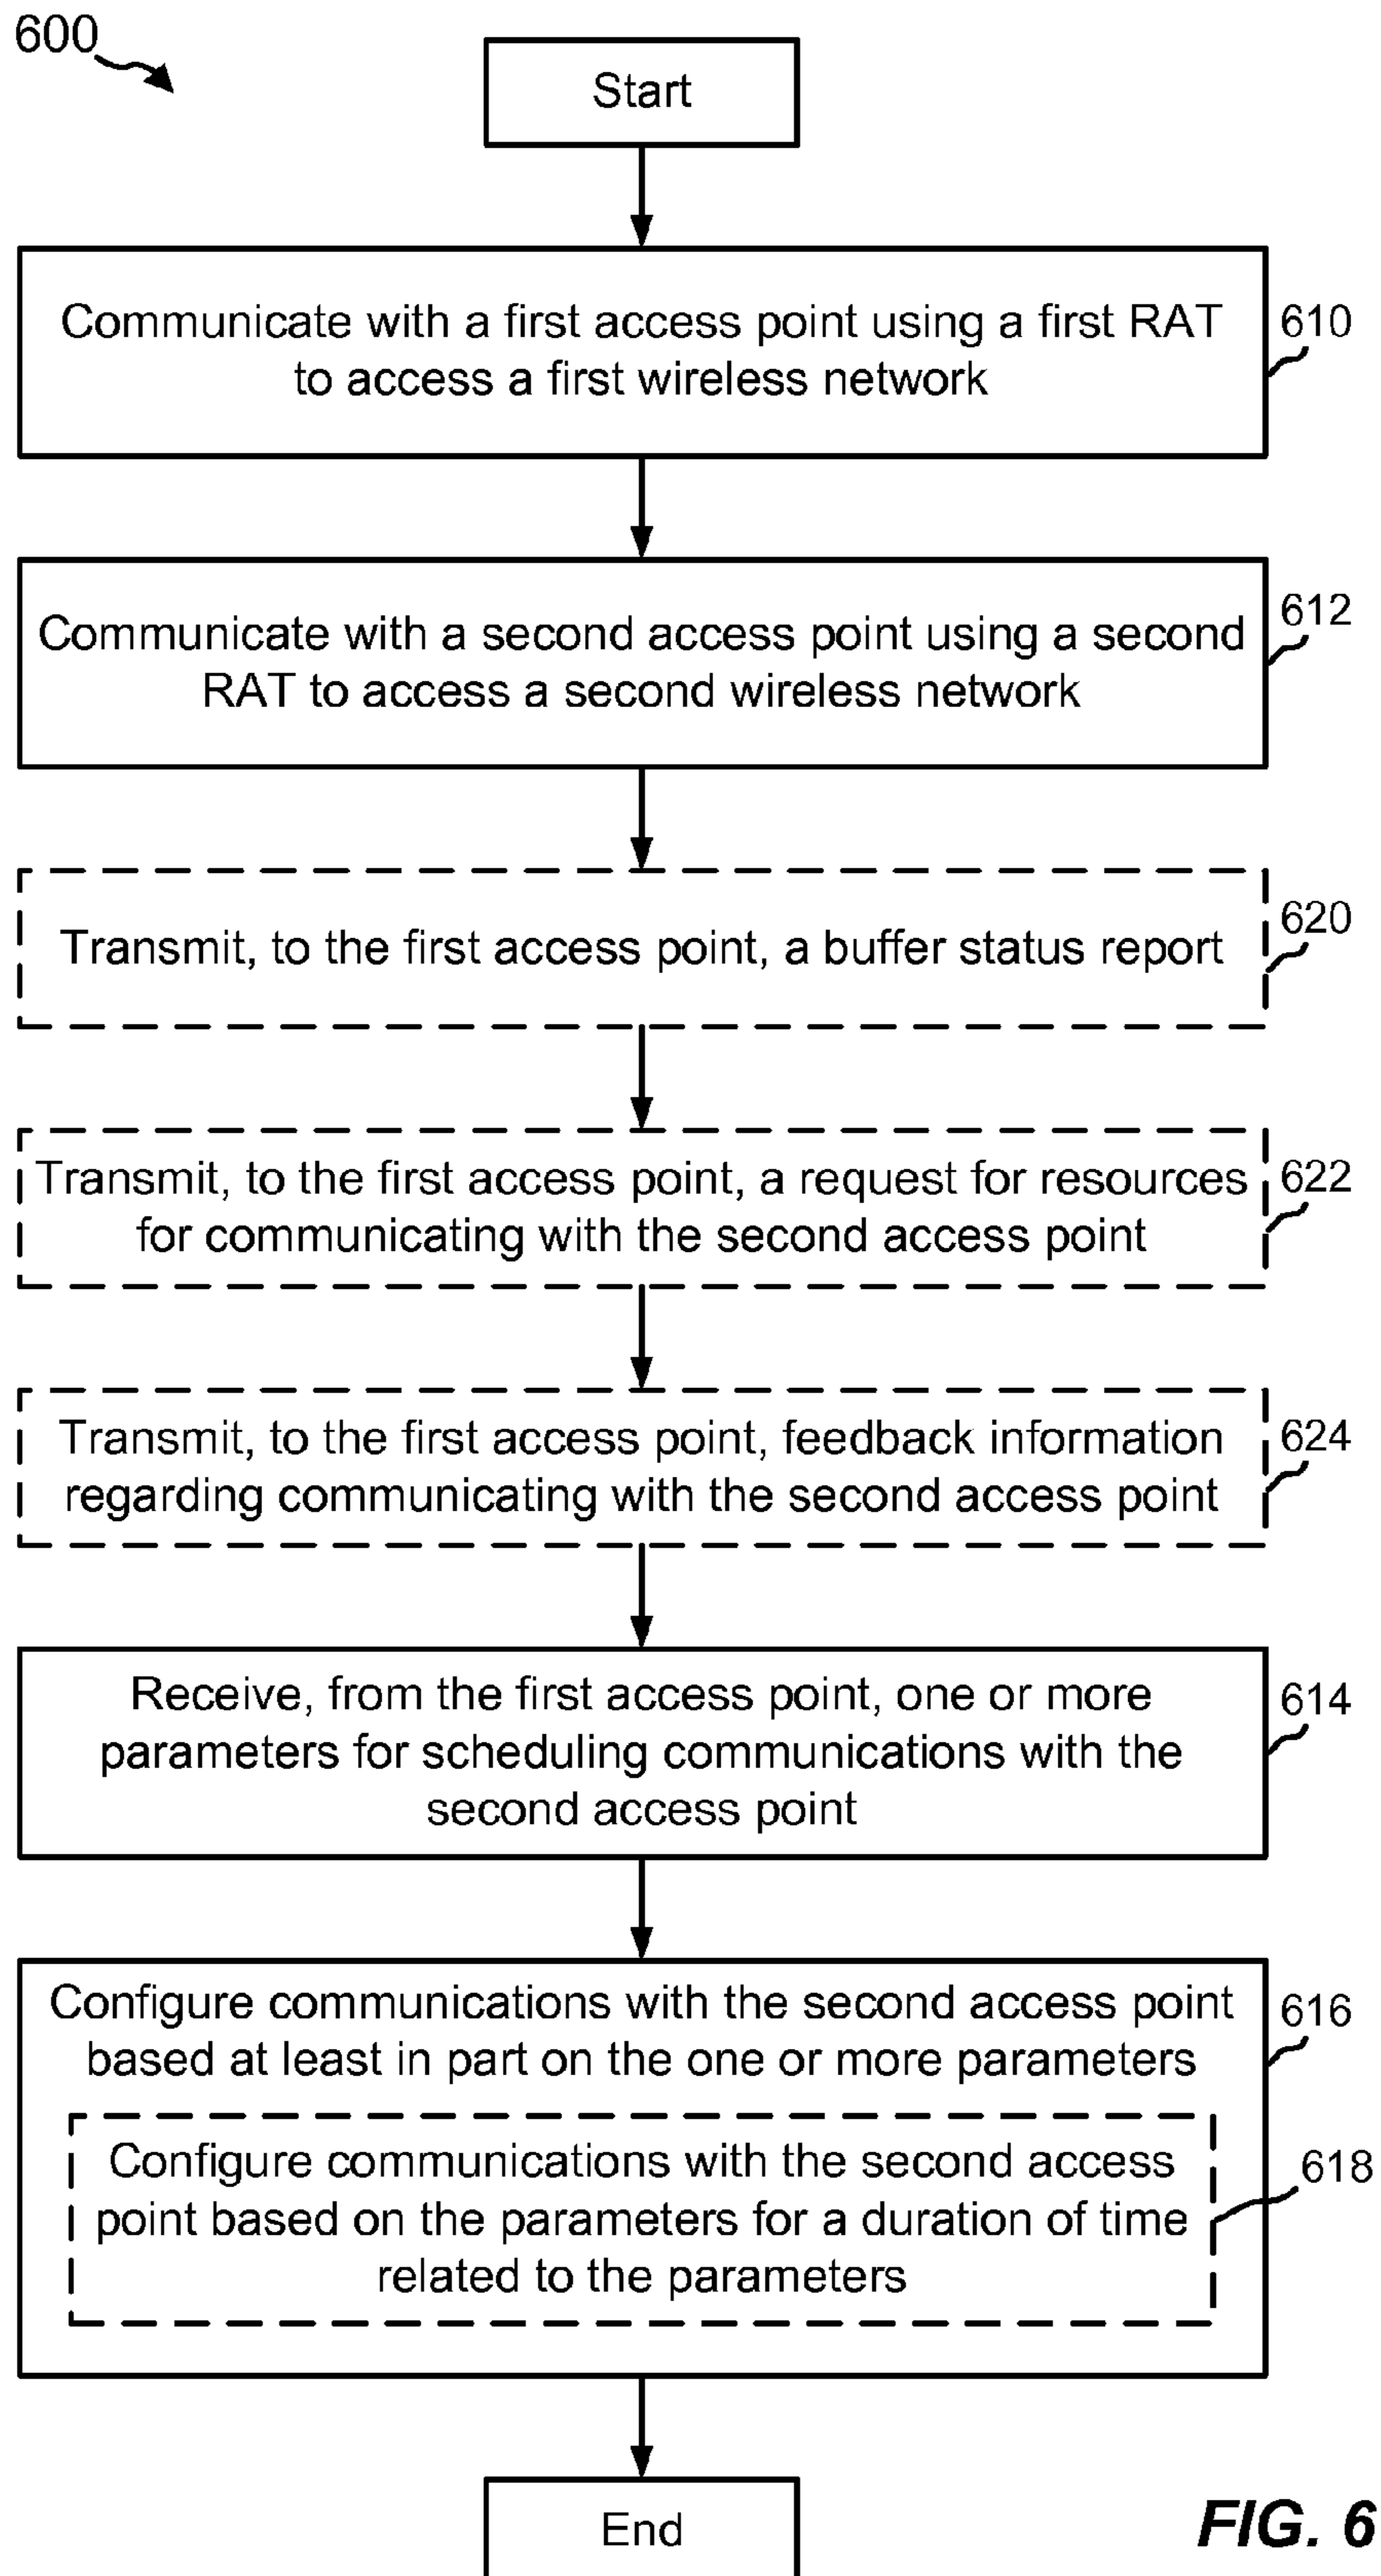 600
Start
Communicate with a first access point using a first RAT
to access a first wireless network
610
Communicate with a second access point using a second
RAT to access a second wireless network
612
Transmit, to the first access point, a buffer status report
620
Transmit, to the first access point, a request for resources
for communicating with the second access point
622
Transmit, to the first access point, feedback information
regarding communicating with the second access point
624
Receive, from the first access point, one or more
parameters for scheduling communications with the
second access point
614
Configure communications with the second access point
based at least in part on the one or more parameters
616
Configure communications with the second access
point based on the parameters for a duration of time
related to the parameters
618
End
FIG. 6